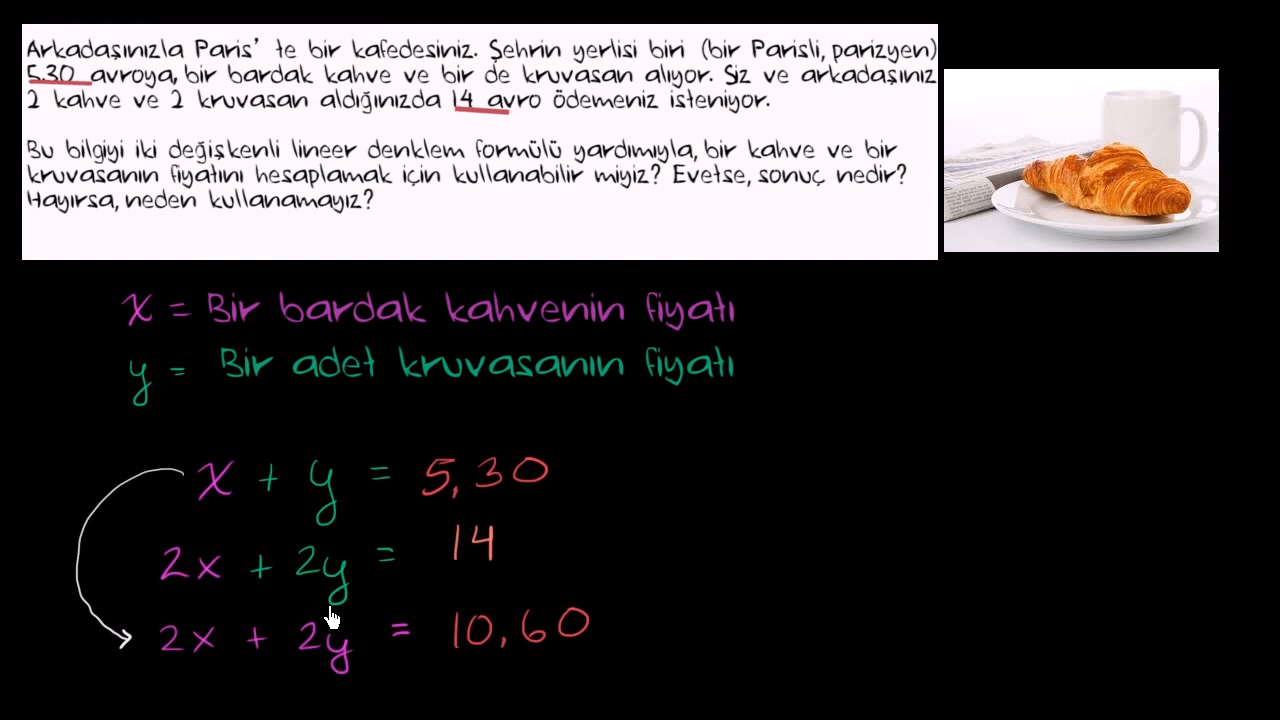 Arkadaşınızla Paris' te bir kafedesiniz. Şehrin yerlisi biri (bir Parisli, parizyen)
5.30 avroya, bir bardak kahve ve bir de kruvasan alıyor. Siz ve arkadaşınız
2 kahve ve 2 kruvasan aldığınızda 14 avro ödemeniz isteniyor.
Bu bilgiyi iki değişkenli lineer denklem formülü yardımıyla, bir kahve ve bir
kruvasanın fiyatını hesaplamak için kullanabilir miyiz? Evetse, sonuç nedir?
Hayırsa, neden kullanamayız?
x = Bir bardak kahvenin fiyatı
y = Bir adet kruvasanın fiyatı
x + y = 5,30
2x + 2y = 14
2x + 2y = 10,60